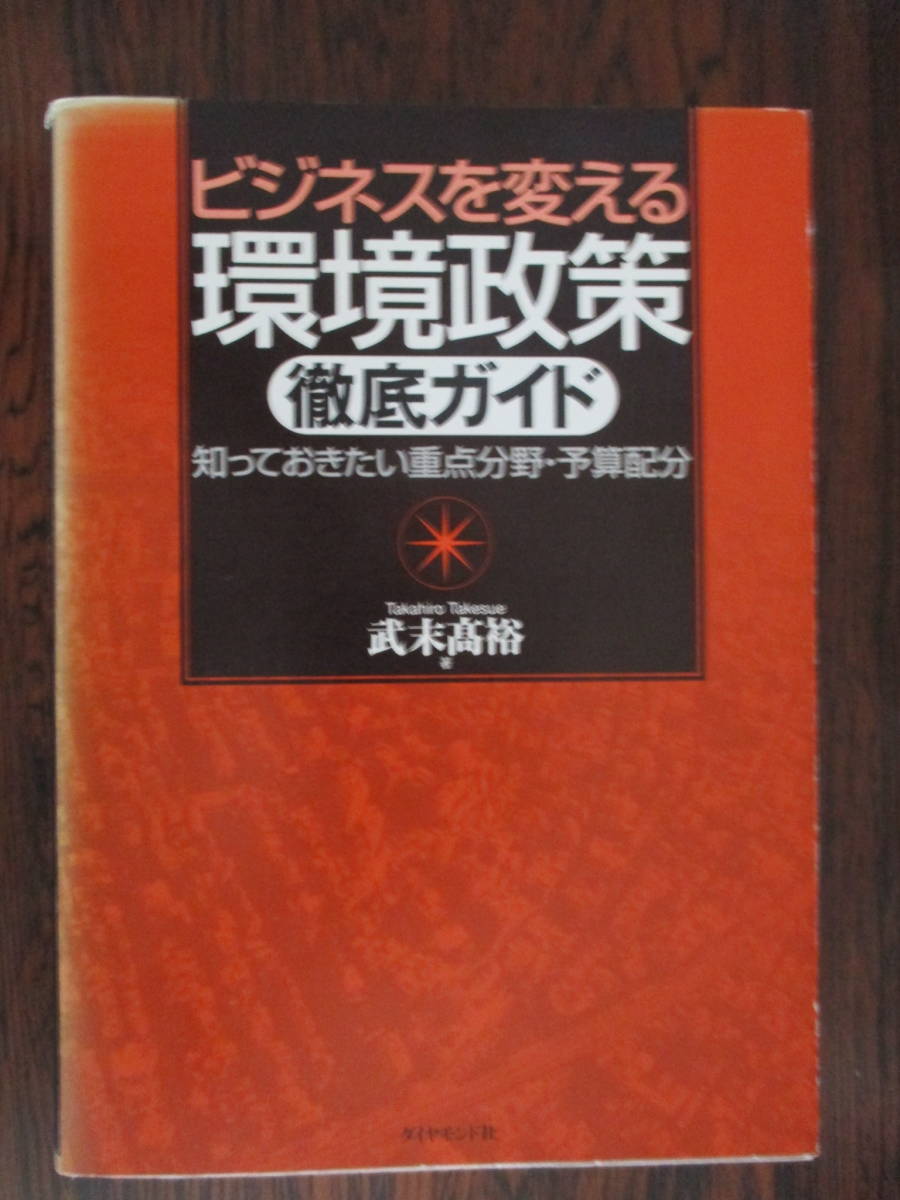 ビジネスを変える
環境政策
徹底ガイド
知っておきたい重点分野・予算配分
Takahiro Takesue
武末髙裕
著
ダイヤモンド社